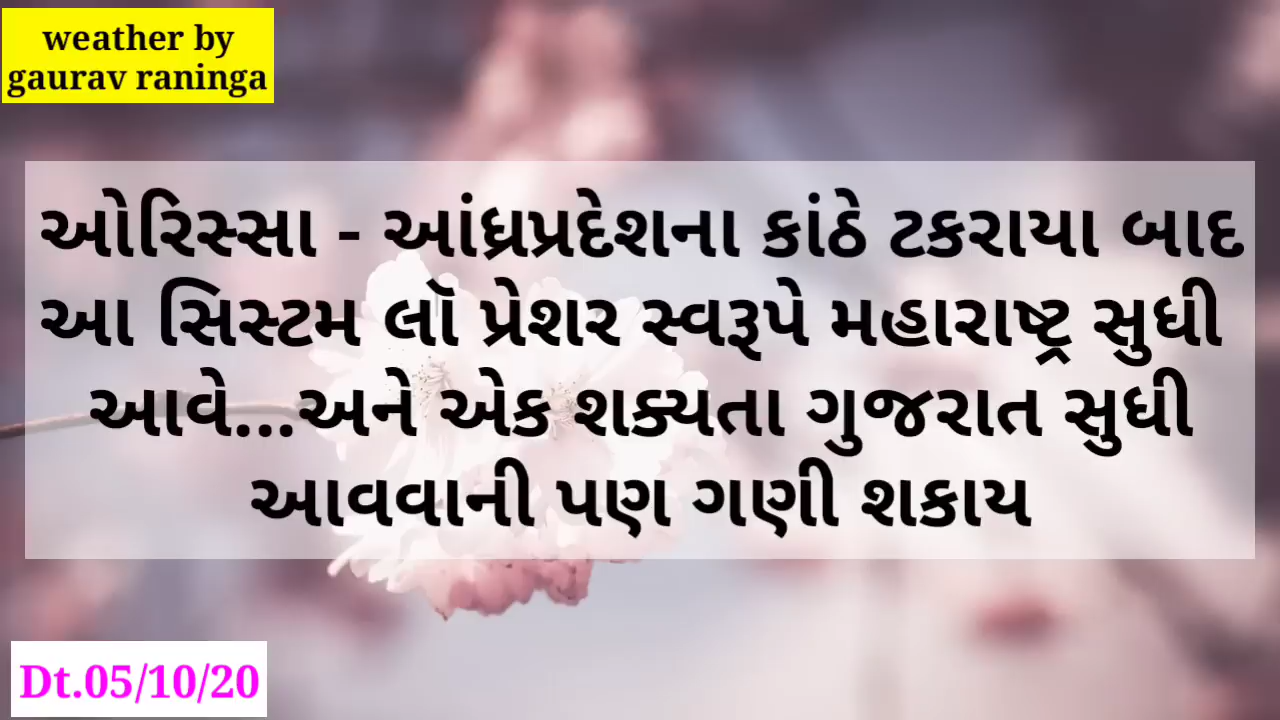 weather by
gaurav raninga
ઓરિસ્સા - આંધ્રપ્રદેશના કાંઠે ટકરાયા બાદ
આ સિસ્ટમ લૉ પ્રેશર સ્વરૂપે મહારાષ્ટ્ર સુધી
આવે...અને એક શક્યતા ગુજરાત સુધી
આવવાની પણ ગણી શકાય
Dt.05/10/20